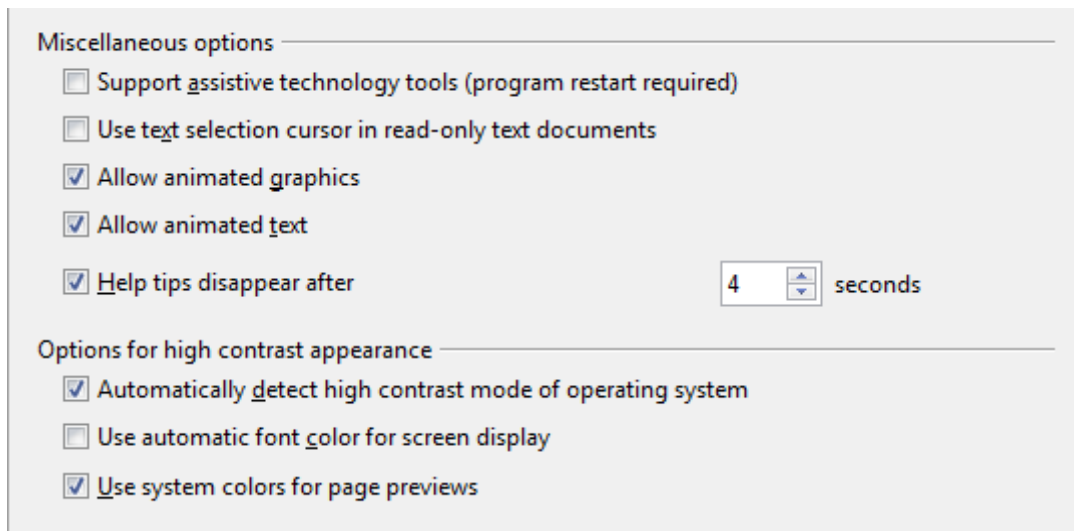 Miscellaneous options
Support assistive technology tools (program restart required)
Use text selection cursor in read-only text documents
Allow animated graphics
Allow animated text
Help tips disappear after 4 seconds
Options for high contrast appearance
Automatically detect high contrast mode of operating system
Use automatic font color for screen display
Use system colors for page previews